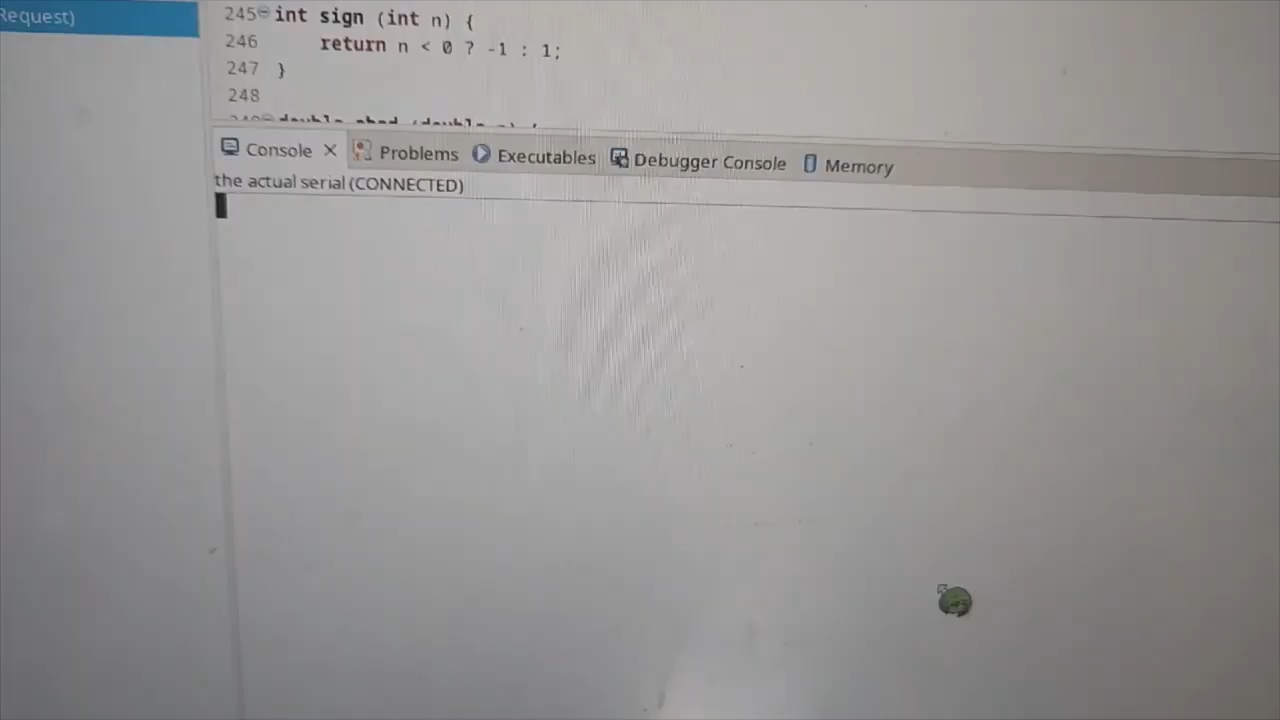 Request)
245 int sign (int n) {
246 return n < 0 ? -1 : 1;
247 }
248
Console Problems Executables Debugger Console Memory
the actual serial (CONNECTED)